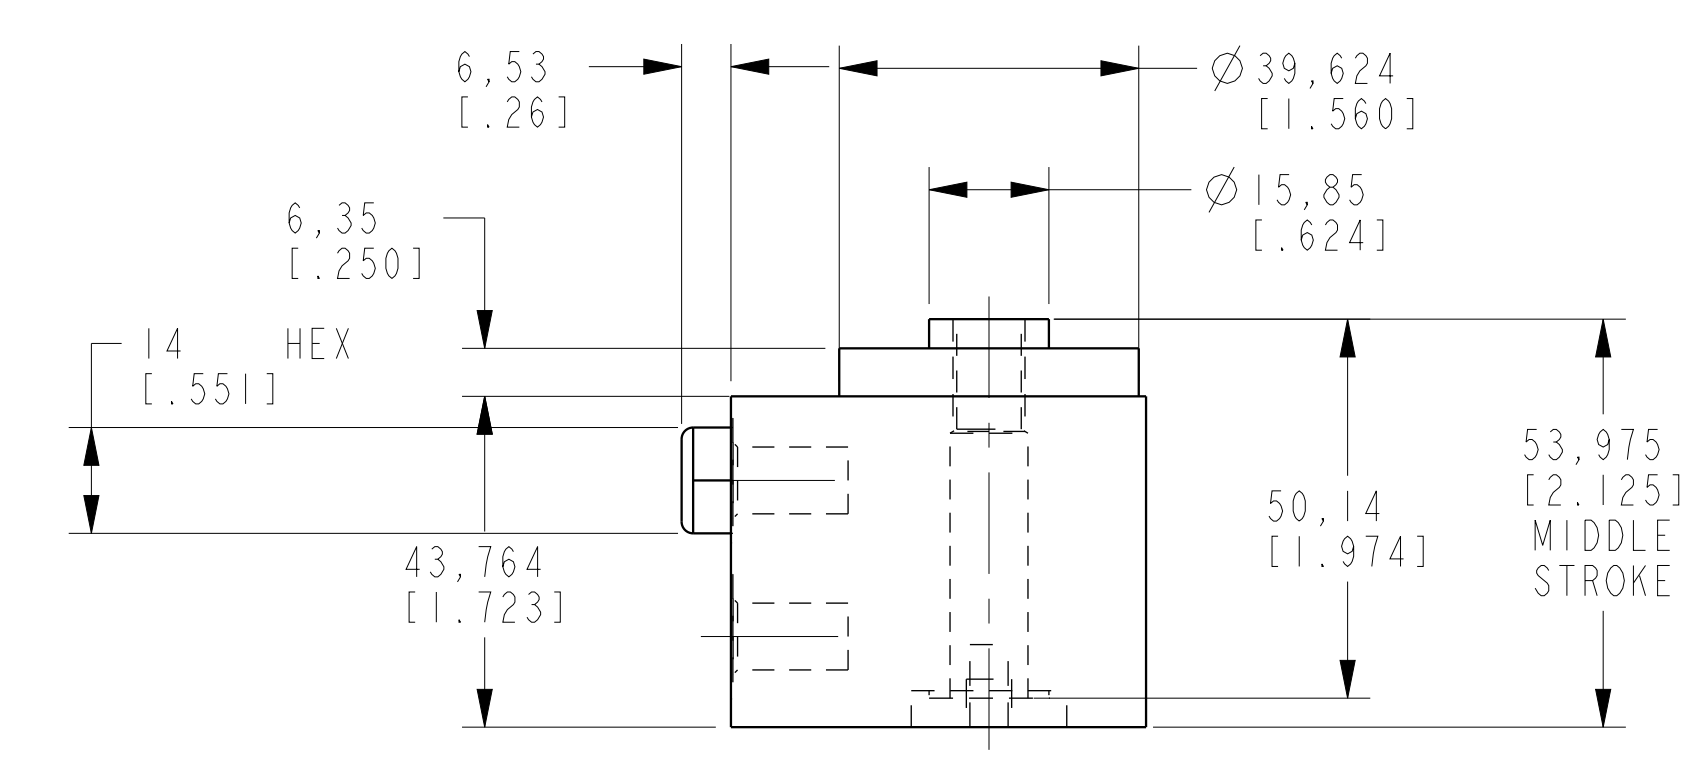 6,53
[.26]
Ø39,624
[1.560]
Ø15,85
[.624]
6,35
[.250]
14 HEX
[.551]
43,764
[1.723]
50,14
[1.974]
53,975
[2.125]
MIDDLE
STROKE